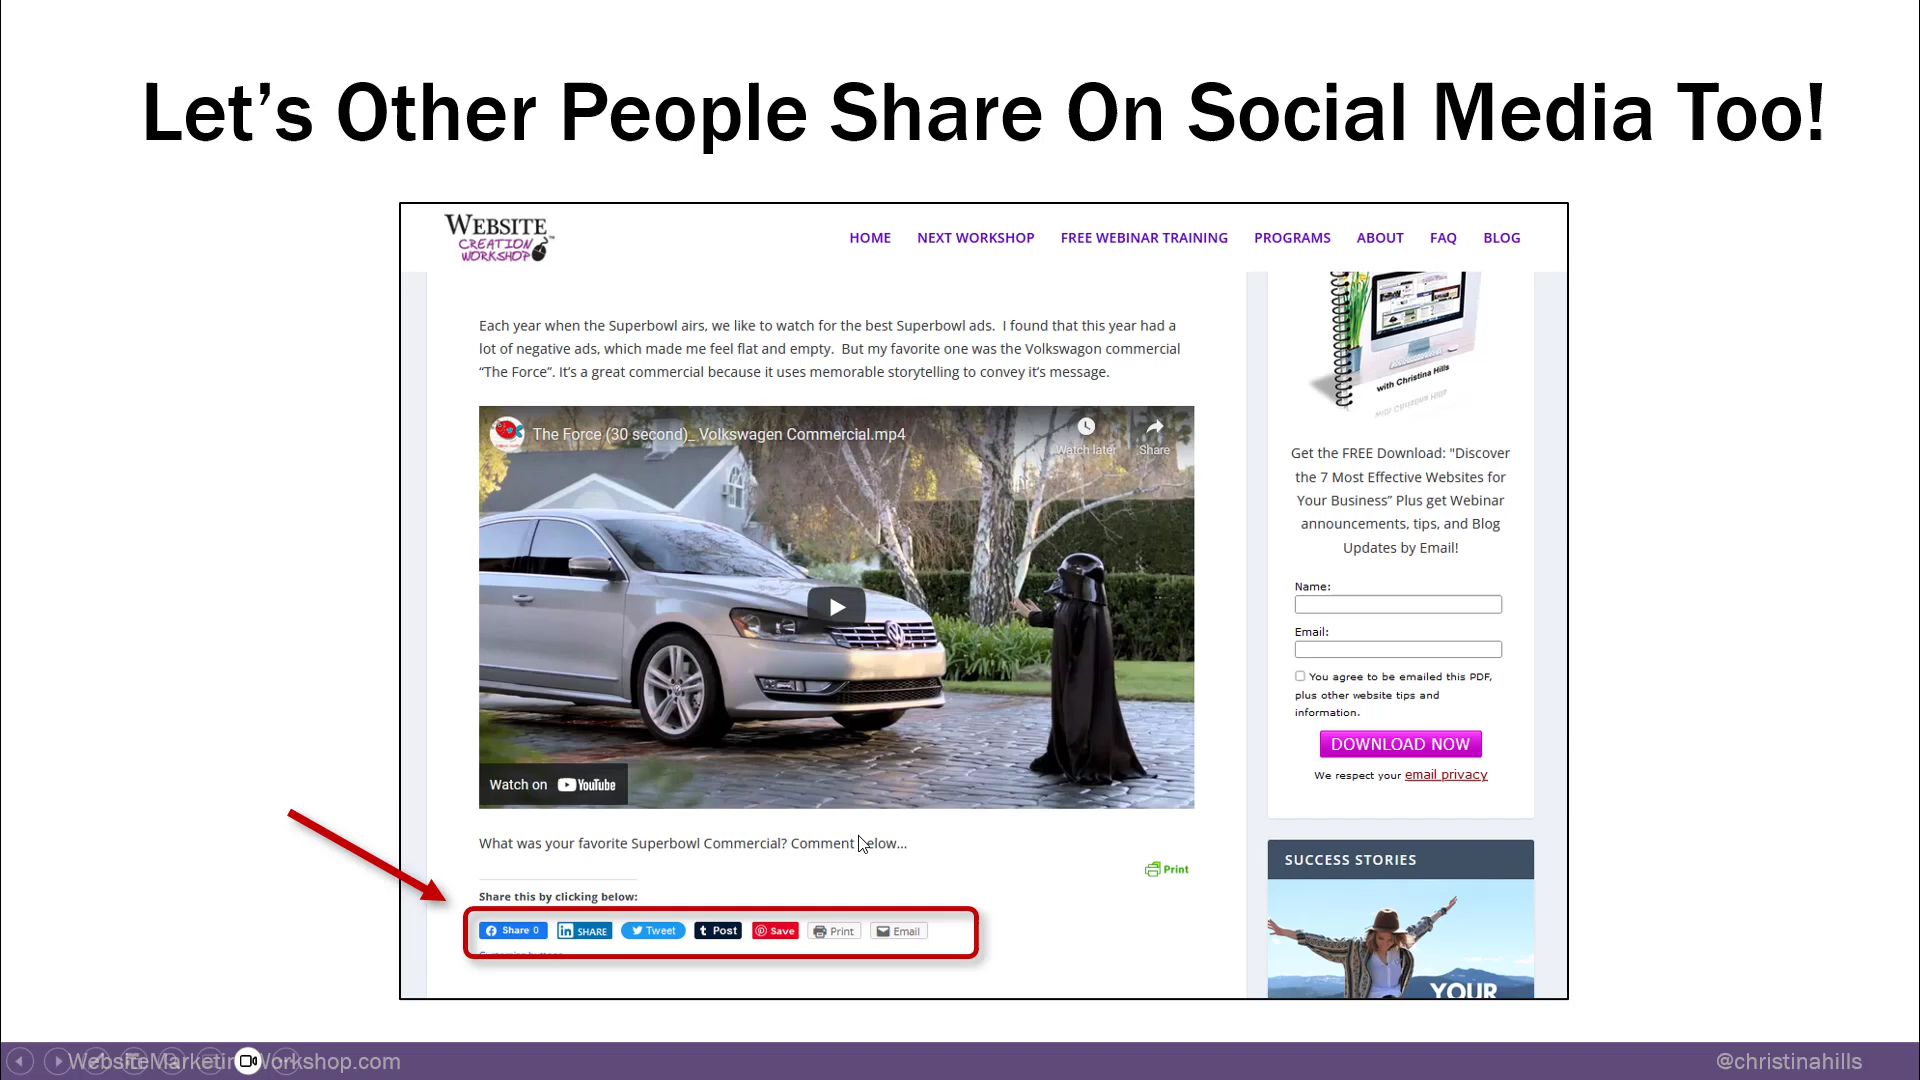 Let’s Other People Share On Social Media Too!
WEBSITE
CREATION
WORKSHOP
HOME NEXT WORKSHOP FREE WEBINAR TRAINING PROGRAMS ABOUT FAQ BLOG
Each year when the Superbowl airs, we like to watch for the best Superbowl ads. I found that this year had a
lot of negative ads, which made me feel flat and empty. But my favorite one was the Volkswagon commercial
“The Force”. It’s a great commercial because it uses memorable storytelling to convey it’s message.
The Force (30 second)_ Volkswagen Commercial.mp4
Watch later Share
Watch on YouTube
What was your favorite Superbowl Commercial? Comment below...
Print
Share this by clicking below:
Share 0 in SHARE Tweet t Post Save Print Email
with Christina Hills
Get the FREE Download: "Discover
the 7 Most Effective Websites for
Your Business” Plus get Webinar
announcements, tips, and Blog
Updates by Email!
Name:
Email:
You agree to be emailed this PDF,
plus other website tips and
information.
DOWNLOAD NOW
We respect your email privacy
SUCCESS STORIES
YOUR
WebsiteMarketingWorkshop.com
@christinahills